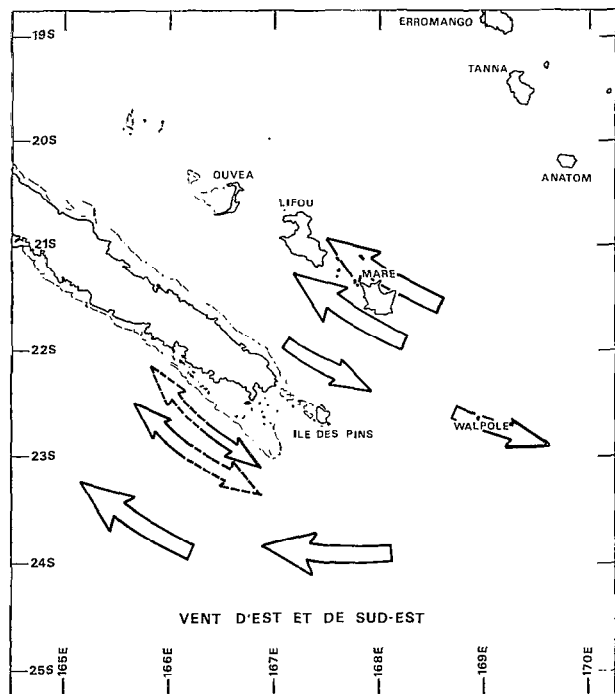 19S
ERROMANGO
TANNA
20S
OUVEA
ANATOM
LIFOU
21S
MARE
22S
WALPOLE
ILE DES PINS
23S
24S
VENT D'EST ET DE SUD-EST
25S
165E
166E
167E
168E
169E
170E